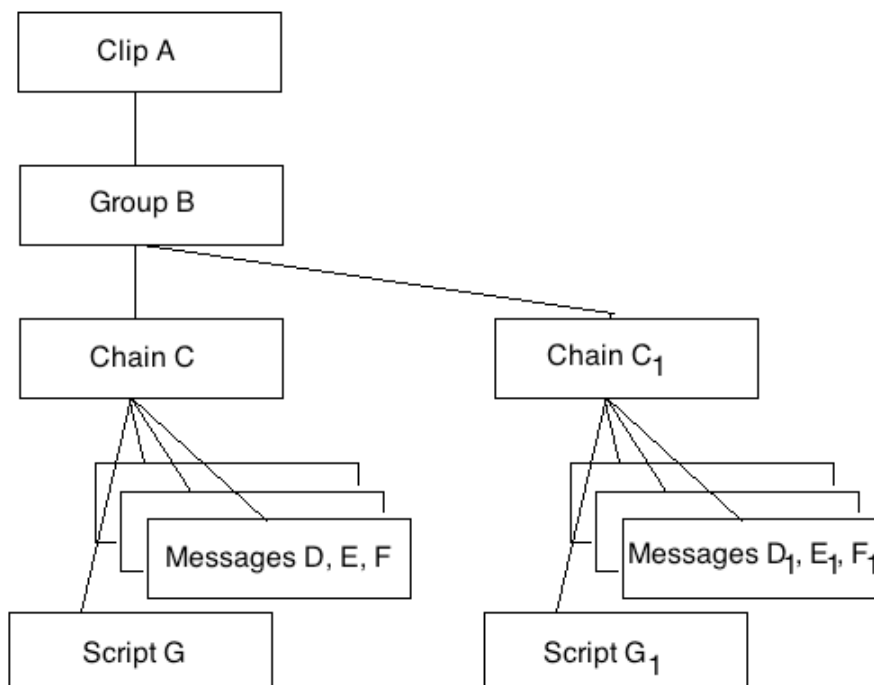 Clip A
Group B
Chain C
Chain C₁
Messages D, E, F
Messages D₁, E₁, F₁
Script G
Script G₁